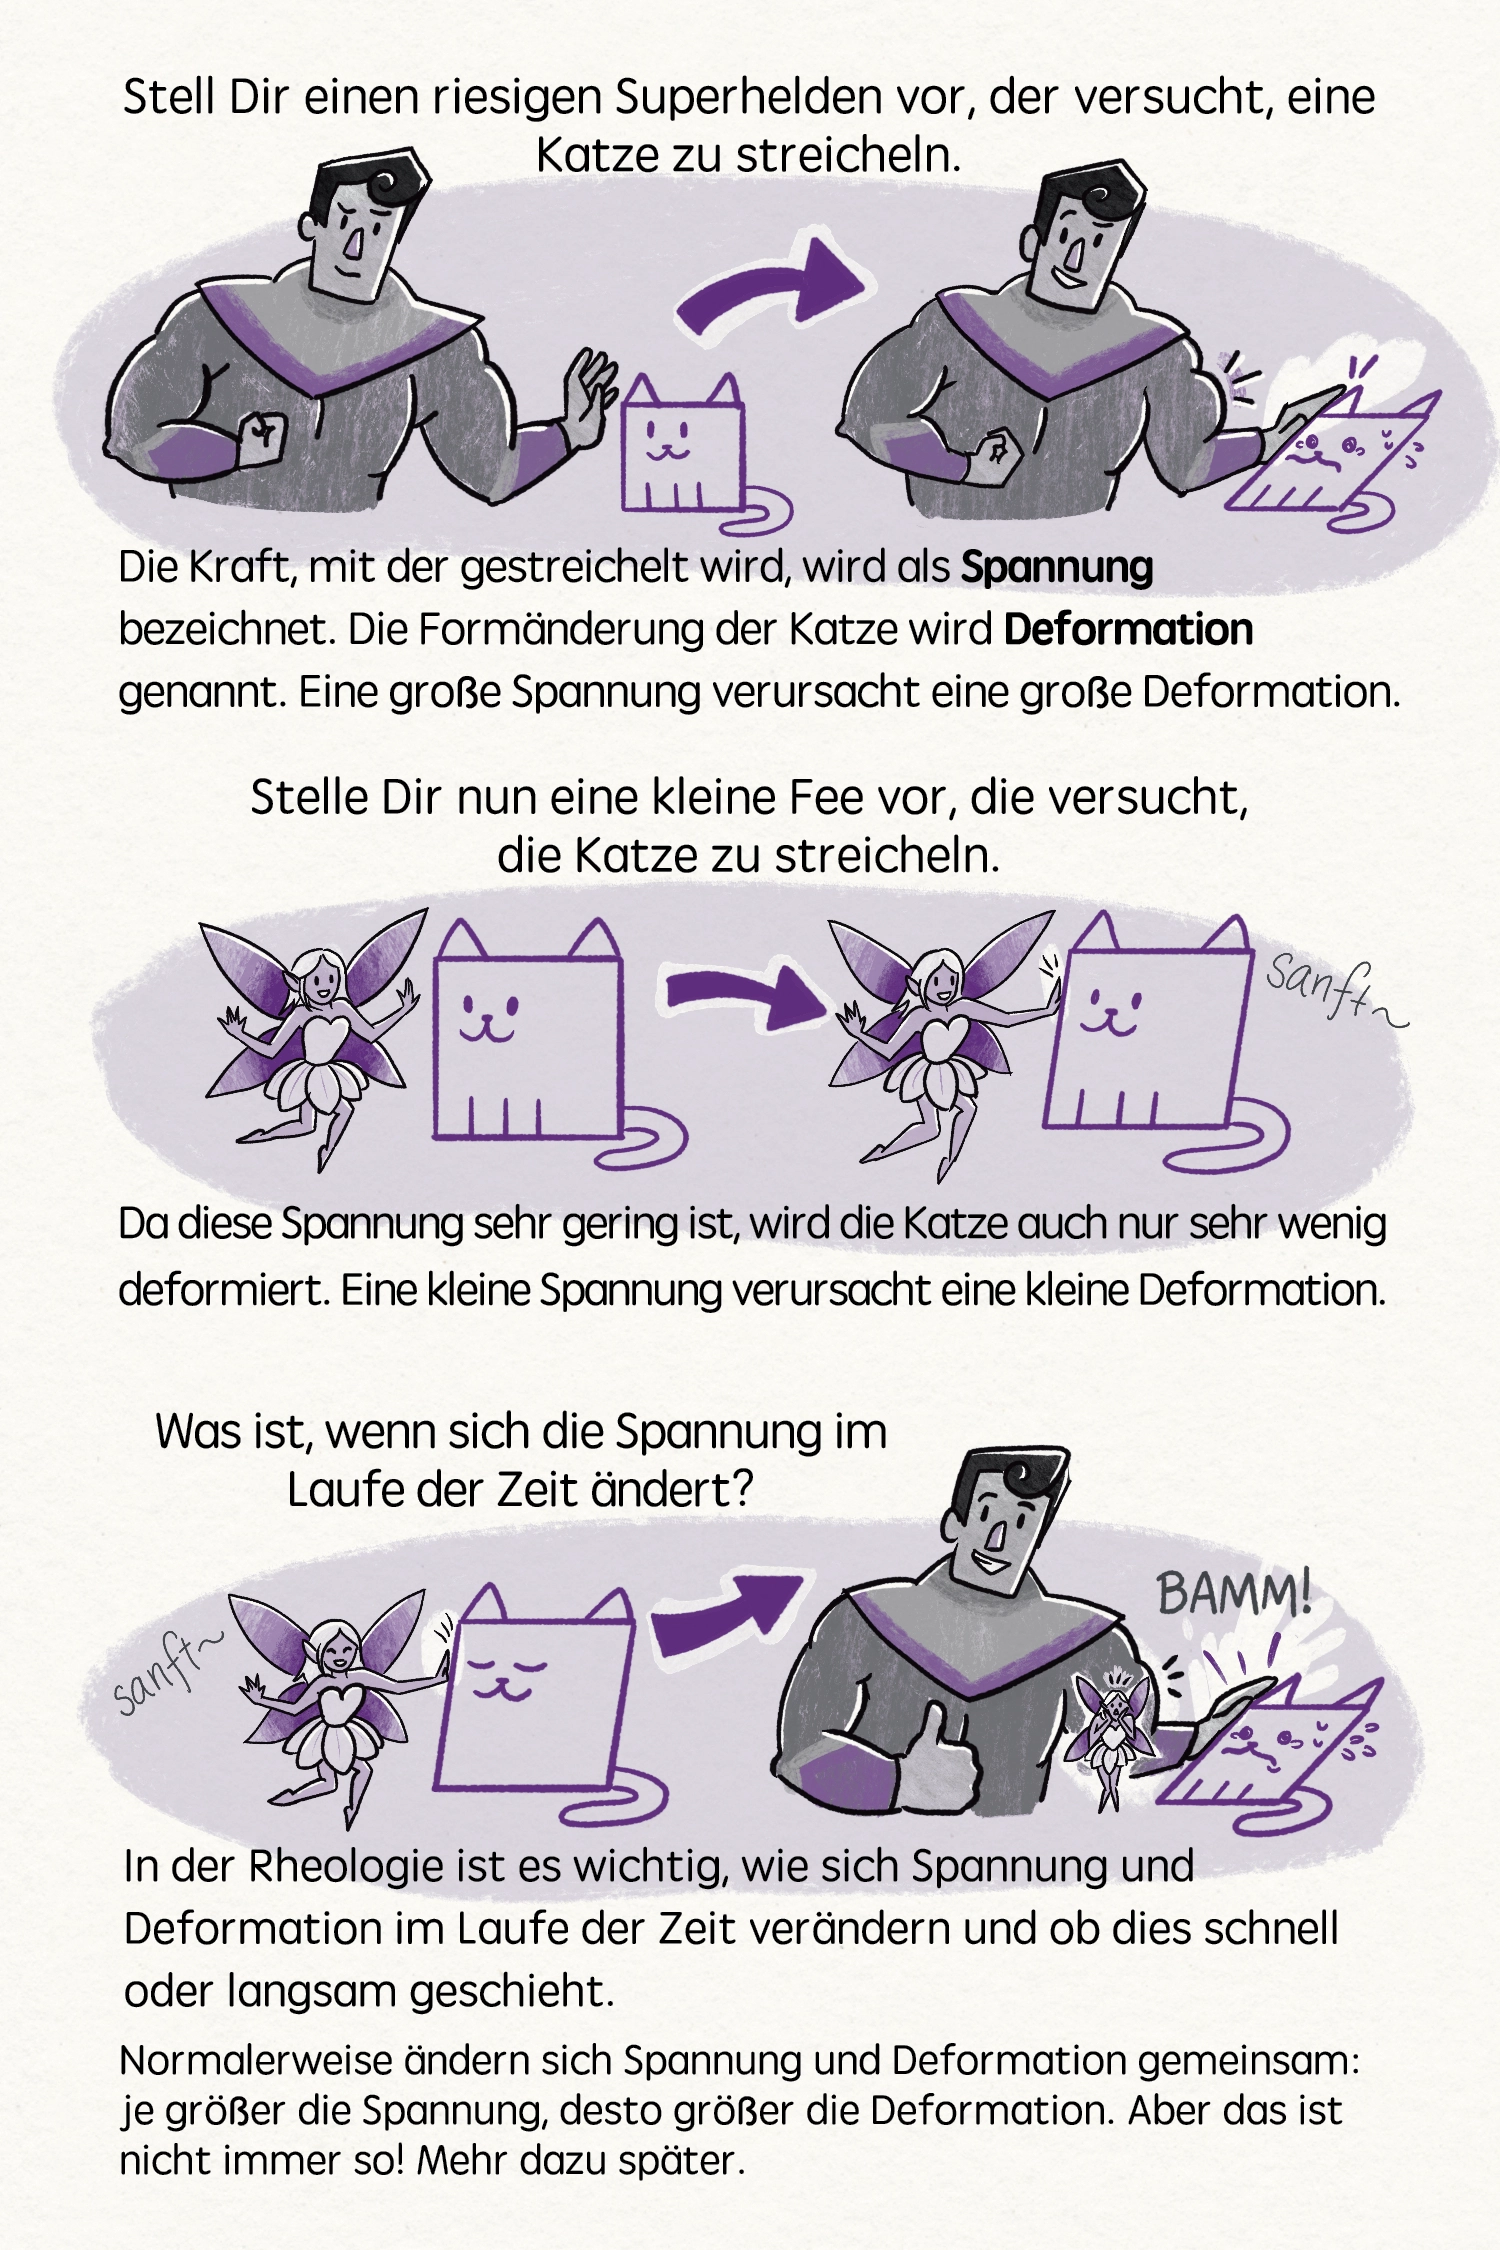 Stell Dir einen riesigen Superhelden vor, der versucht, eine
Katze zu streicheln.
Die Kraft, mit der gestreichelt wird, wird als Spannung
bezeichnet. Die Formänderung der Katze wird Deformation
genannt. Eine große Spannung verursacht eine große Deformation.
Stelle Dir nun eine kleine Fee vor, die versucht,
die Katze zu streicheln.
sanft~
Da diese Spannung sehr gering ist, wird die Katze auch nur sehr wenig
deformiert. Eine kleine Spannung verursacht eine kleine Deformation.
Was ist, wenn sich die Spannung im
Laufe der Zeit ändert?
sanft~
BAMM!
In der Rheologie ist es wichtig, wie sich Spannung und
Deformation im Laufe der Zeit verändern und ob dies schnell
oder langsam geschieht.
Normalerweise ändern sich Spannung und Deformation gemeinsam:
je größer die Spannung, desto größer die Deformation. Aber das ist
nicht immer so! Mehr dazu später.